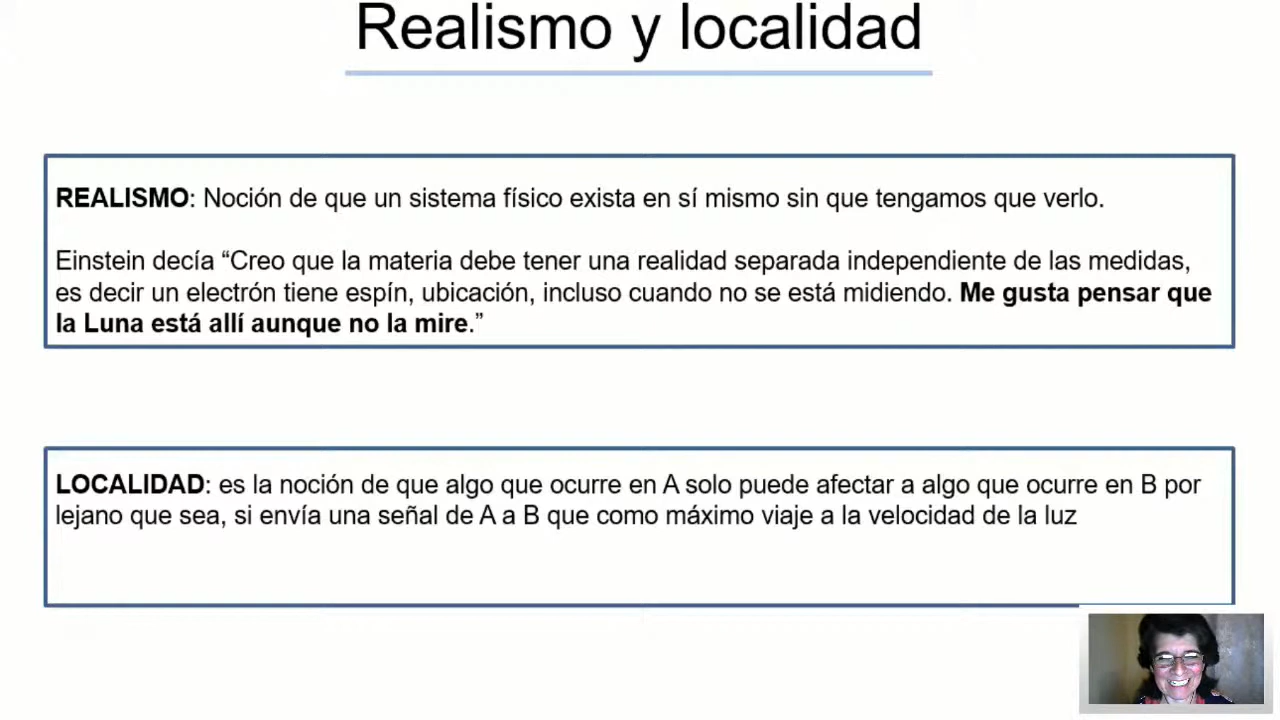 Realismo y localidad
REALISMO: Noción de que un sistema físico exista en sí mismo sin que tengamos que verlo.
Einstein decía “Creo que la materia debe tener una realidad separada independiente de las medidas,
es decir un electrón tiene espín, ubicación, incluso cuando no se está midiendo. Me gusta pensar que
la Luna está allí aunque no la mire.”
LOCALIDAD: es la noción de que algo que ocurre en A solo puede afectar a algo que ocurre en B por
lejano que sea, si envía una señal de A a B que como máximo viaje a la velocidad de la luz